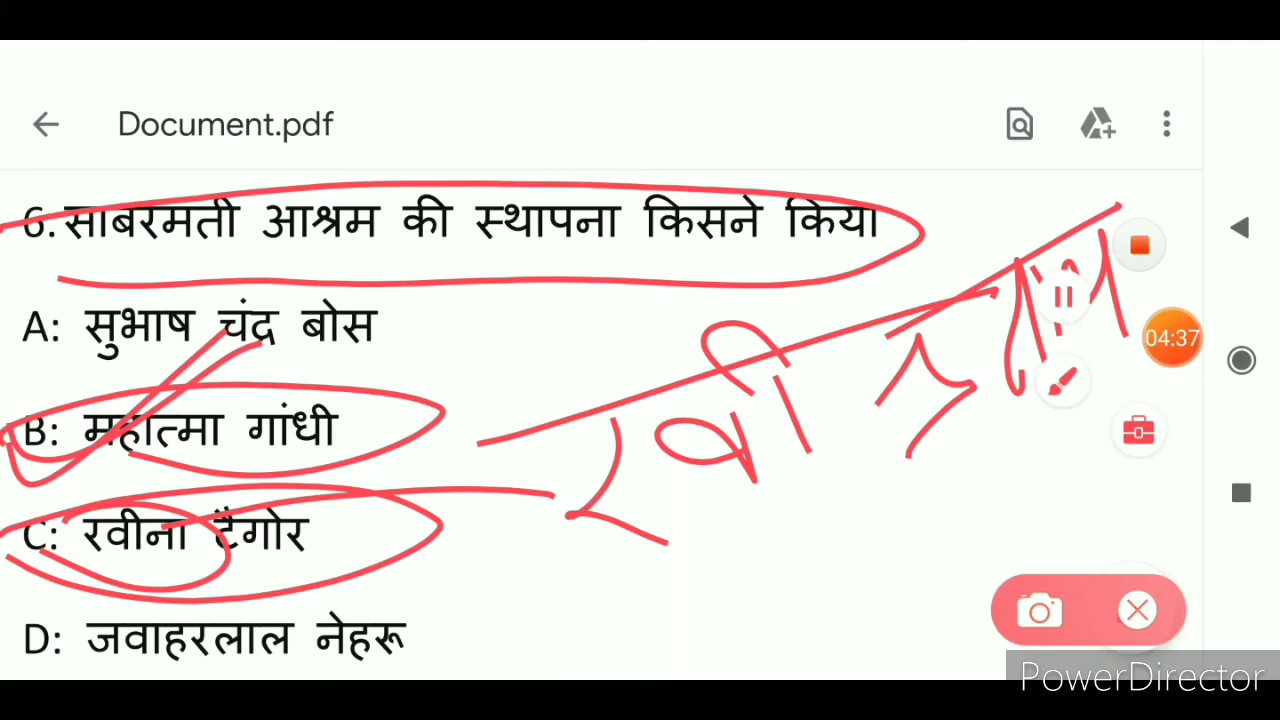 Document.pdf
6. साबरमती आश्रम की स्थापना किसने किया
A: सुभाष चंद्र बोस
B: महात्मा गांधी
C: रवीना टैगोर
D: जवाहरलाल नेहरू
04:37
PowerDirector